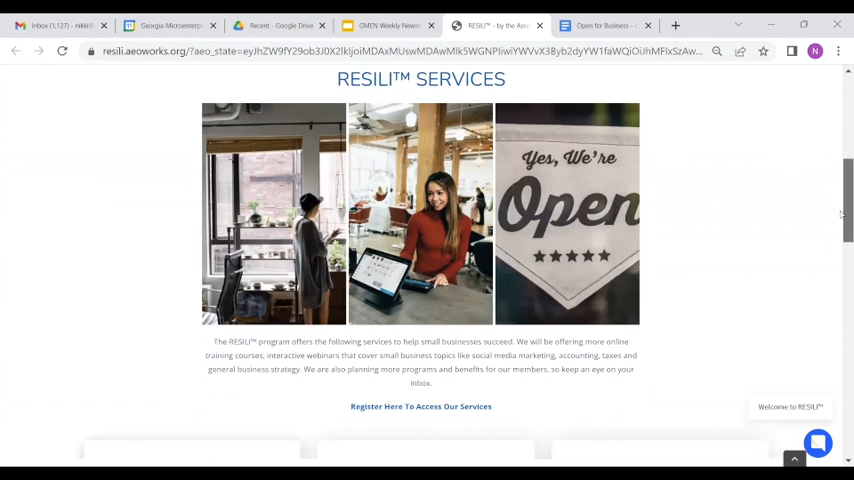 Inbox (1,127) - nikki@
Georgia Microenterp
Recent - Google Drive
GMEN Weekly Newsl
RESILI™ - by the Asso
Open for Business -
resili.aeoworks.org/?aeo_state=
N
RESILI™ SERVICES
Yes, We're
Open
The RESILI™ program offers the following services to help small businesses succeed. We will be offering more online
training courses, interactive webinars that cover small business topics like social media marketing, accounting, taxes and
general business strategy. We are also planning more programs and benefits for our members, so keep an eye on your
inbox.
Register Here To Access Our Services
Welcome to RESILI™